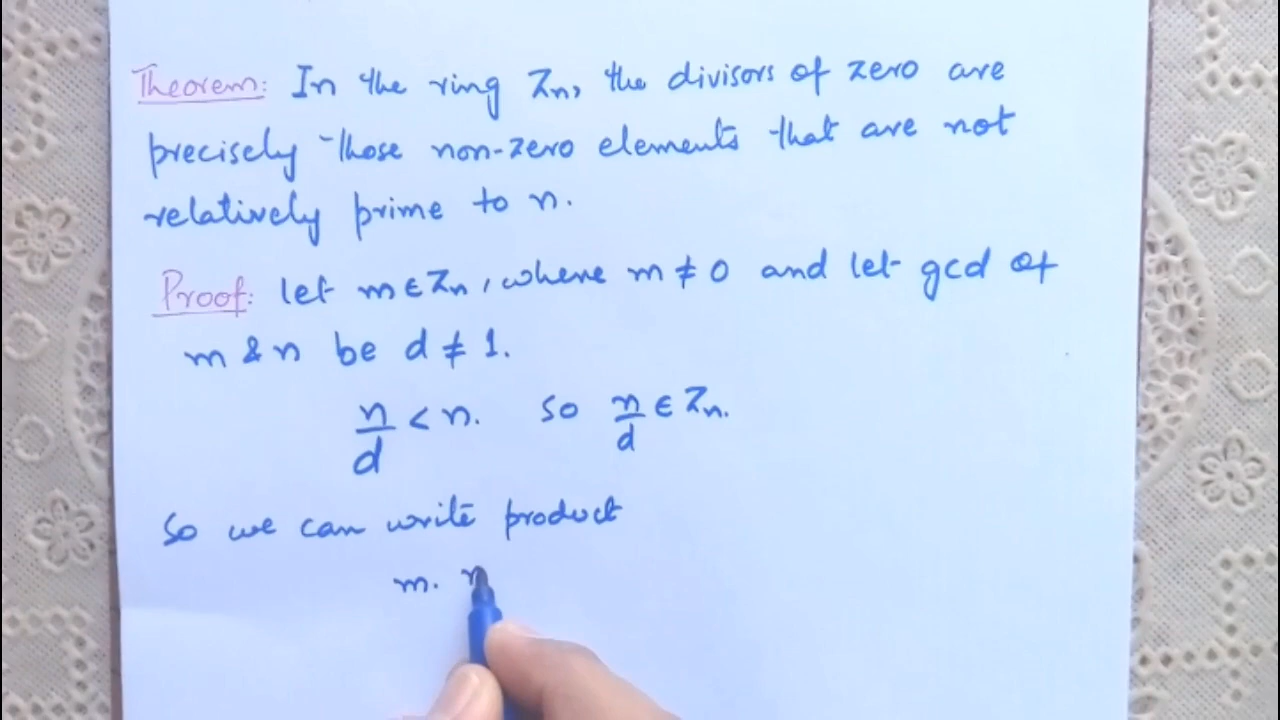 Theorem: In the ring Zn, the divisors of zero are
precisely those non-zero elements that are not
relatively prime to n.
Proof: let m ∈ Zn, where m ≠ 0 and let gcd of
m & n be d ≠ 1.
n/d < n. so n/d ∈ Zn.
So we can write product
m. n